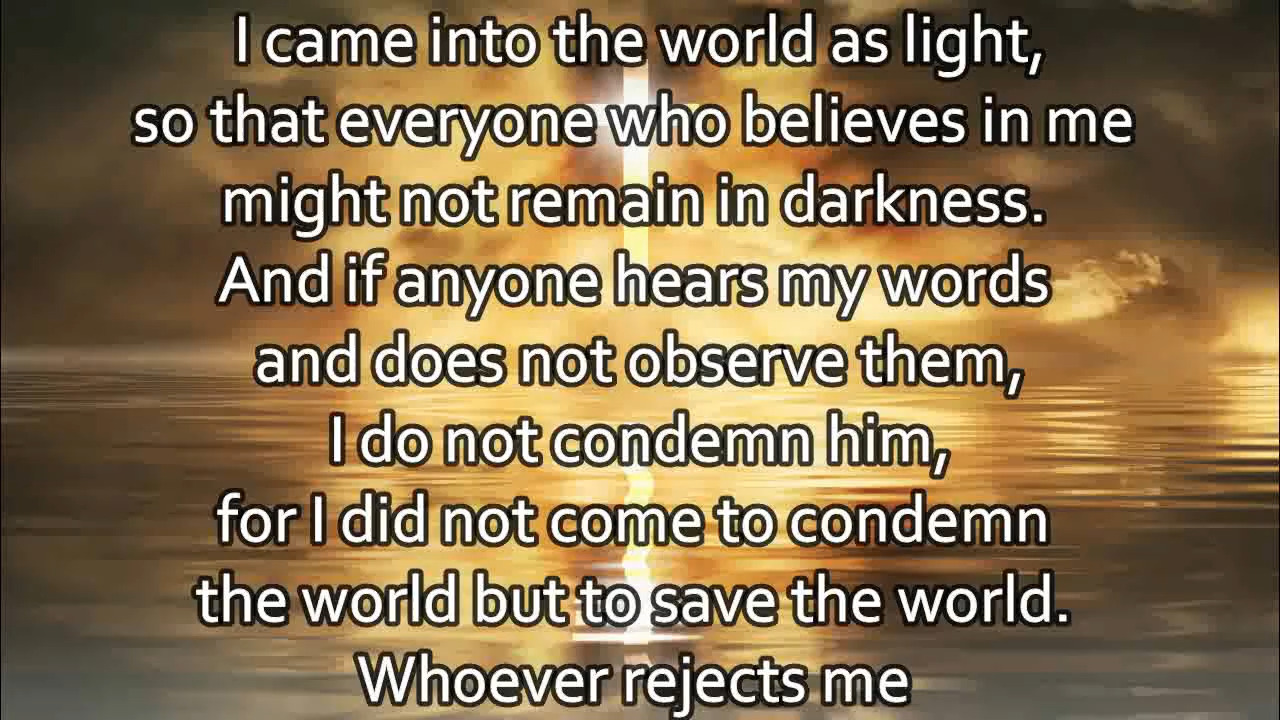 I came into the world as light,
so that everyone who believes in me
might not remain in darkness.
And if anyone hears my words
and does not observe them,
I do not condemn him,
for I did not come to condemn
the world but to save the world.
Whoever rejects me